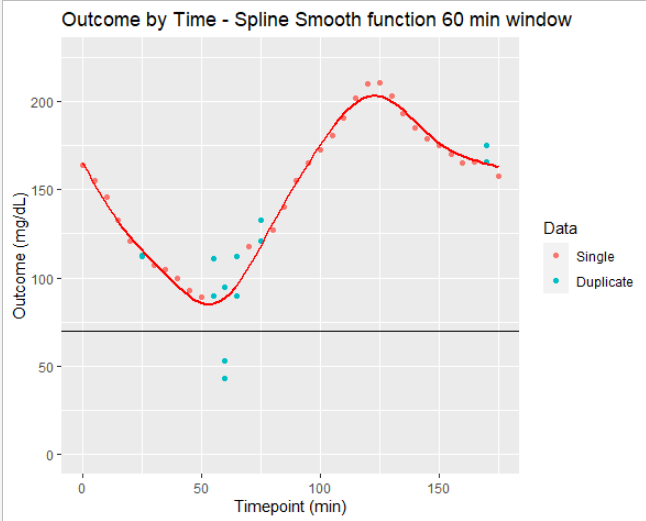 Outcome by Time - Spline Smooth function 60 min window
200
150
100
50
0
Outcome (mg/dL)
0 50 100 150
Timepoint (min)
Data
Single
Duplicate